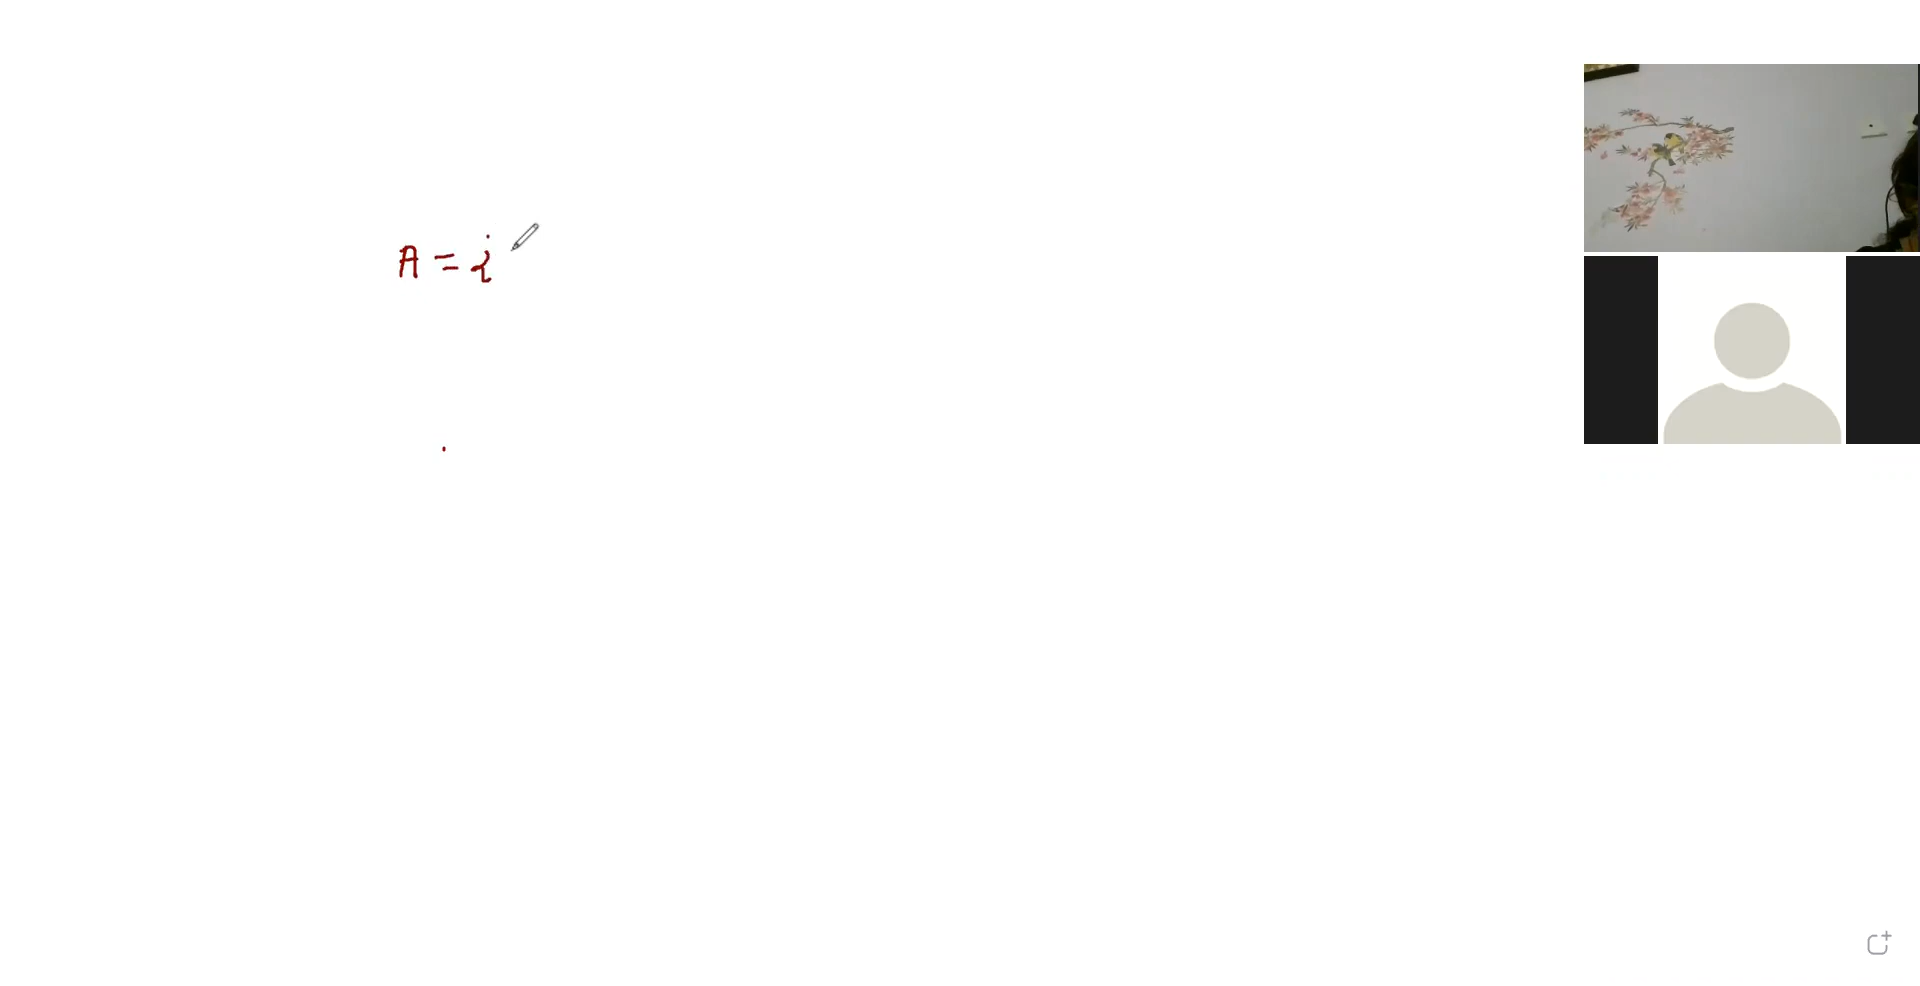 A = {